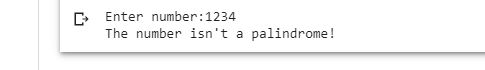 Enter number:1234
The number isn't a palindrome!